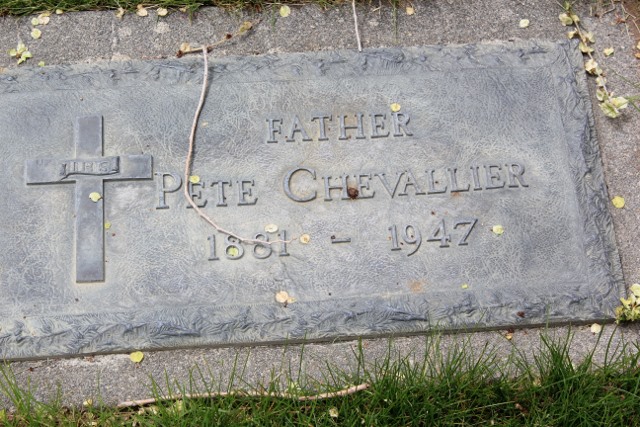 IHS
FATHER
PETE CHEVALLIER
1881 - 1947